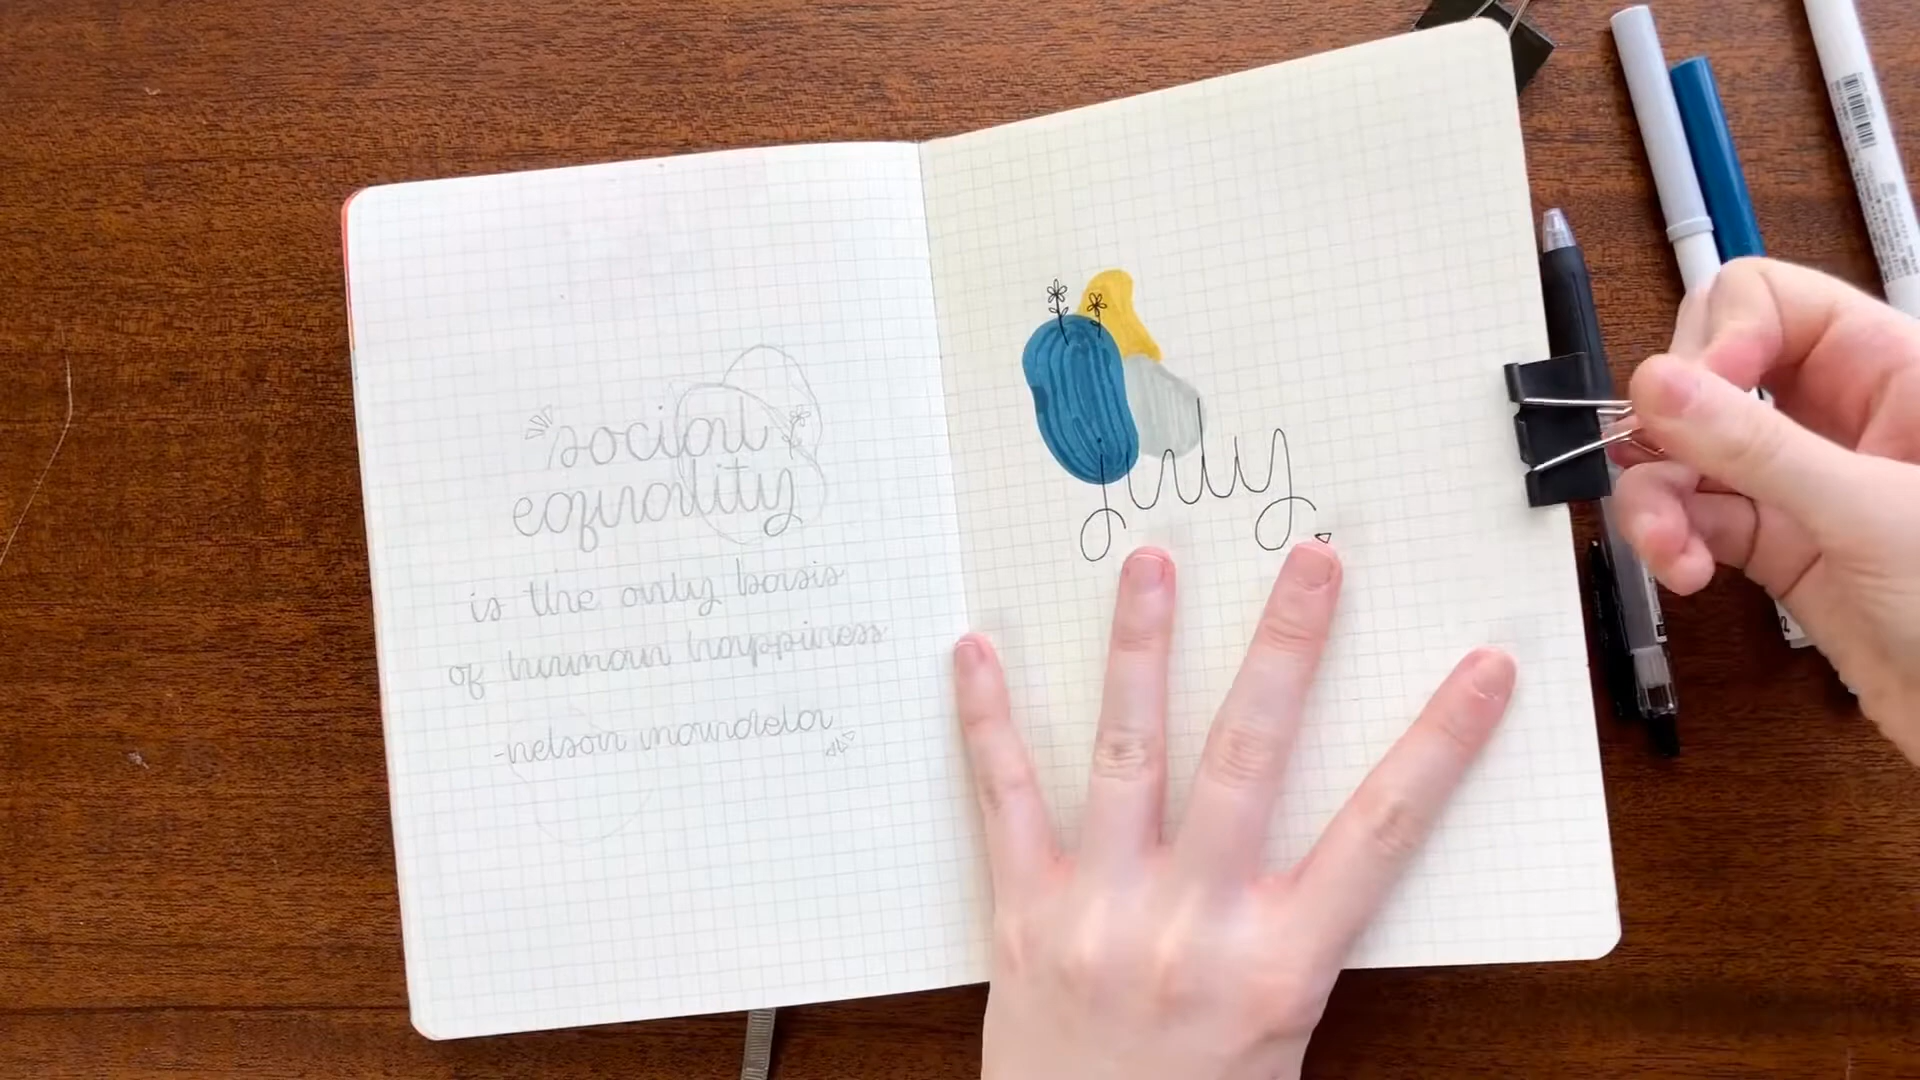 "social
equality
is the only basis
of human happiness
-nelson mandela
july